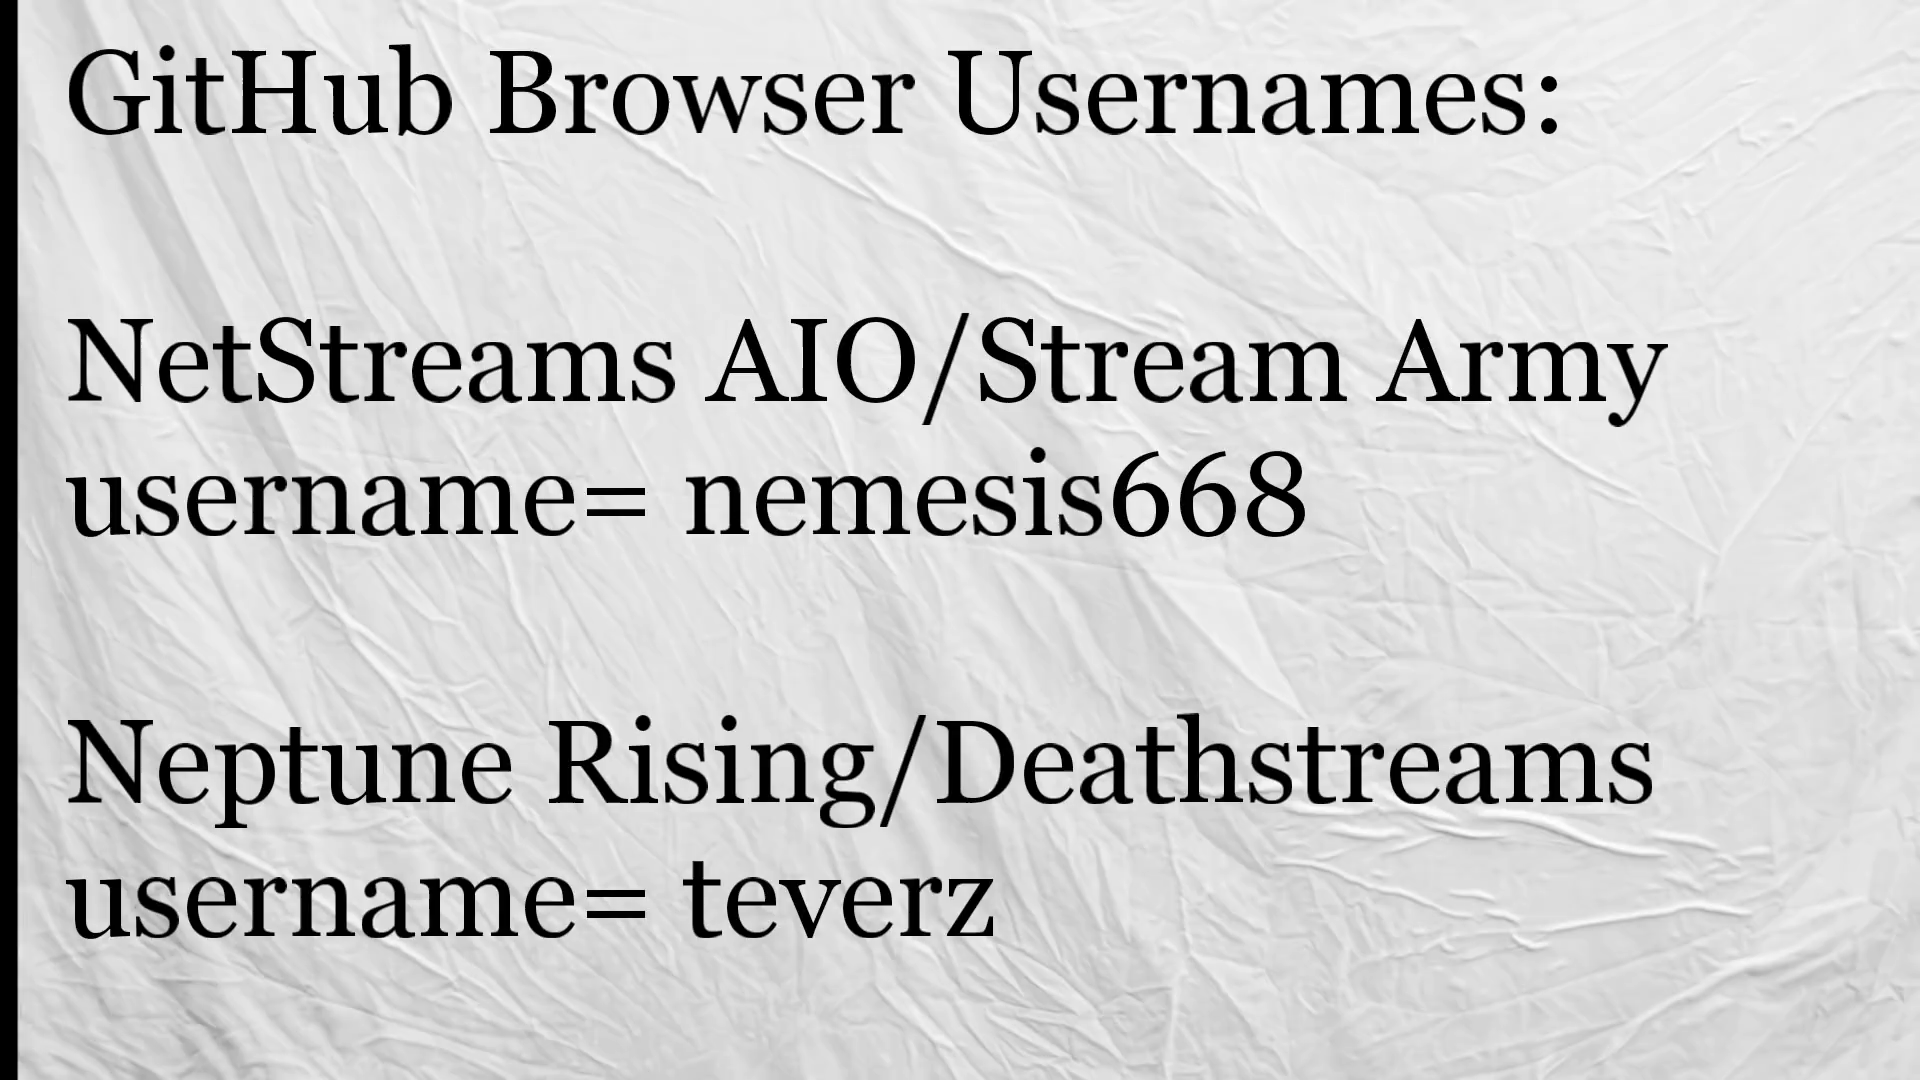 GitHub Browser Usernames:
NetStreams AIO/Stream Army
username= nemesis668
Neptune Rising/Deathstreams
username= teverz